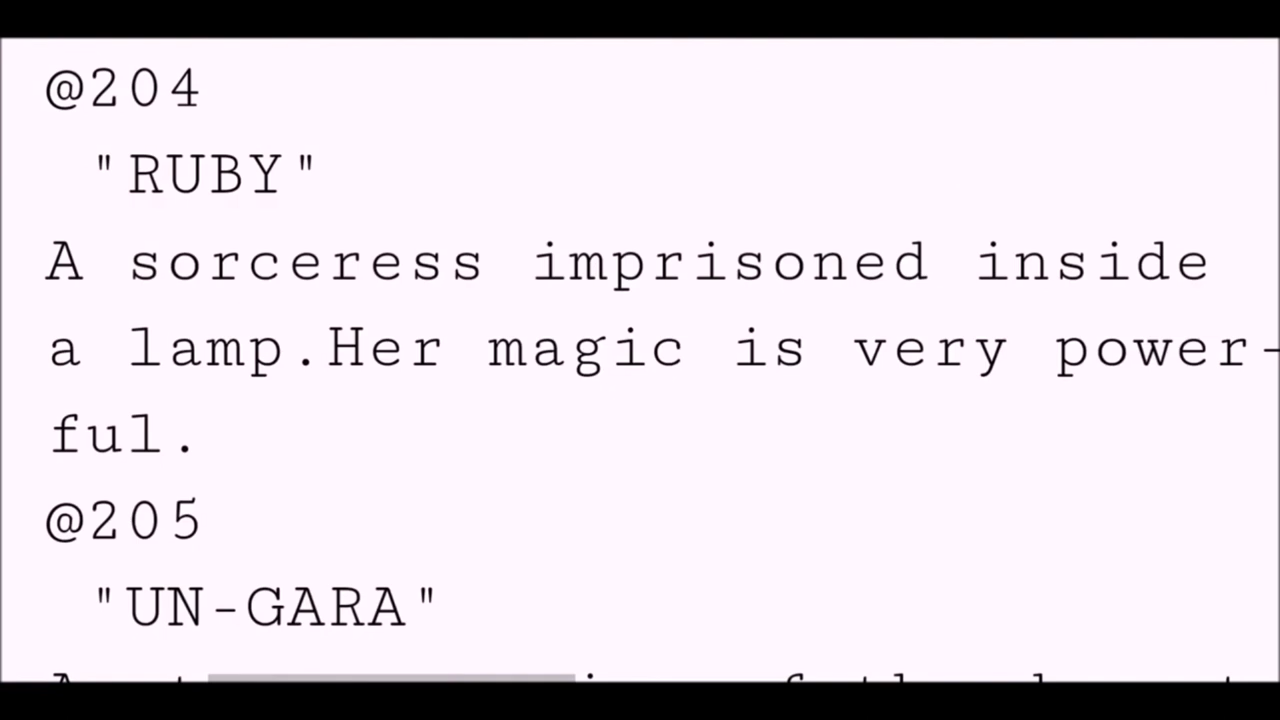 @204
"RUBY"
A sorceress imprisoned inside
a lamp.Her magic is very power-
ful.
@205
"UN-GARA"